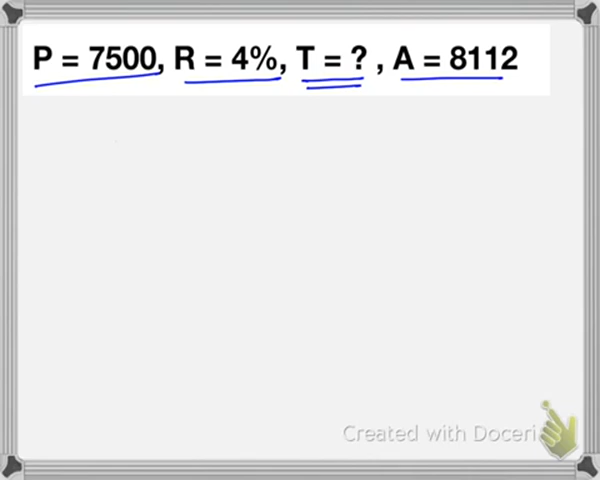 P = 7500, R = 4%, T = ? , A = 8112
Created with Doceri